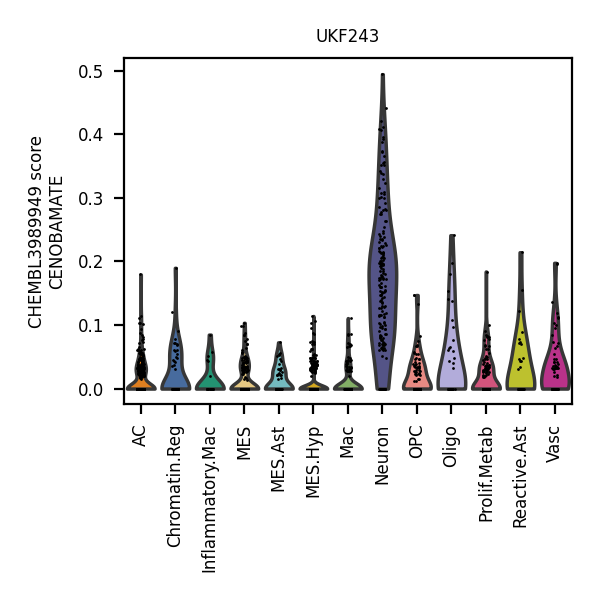 UKF243
CHEMBL3989949 score
CENOBAMATE
0.5
0.4
0.3
0.2
0.1
0.0
AC
Chromatin.Reg
Inflammatory.Mac
MES
MES.Ast
MES.Hyp
Mac
Neuron
OPC
Oligo
Prolif.Metab
Reactive.Ast
Vasc